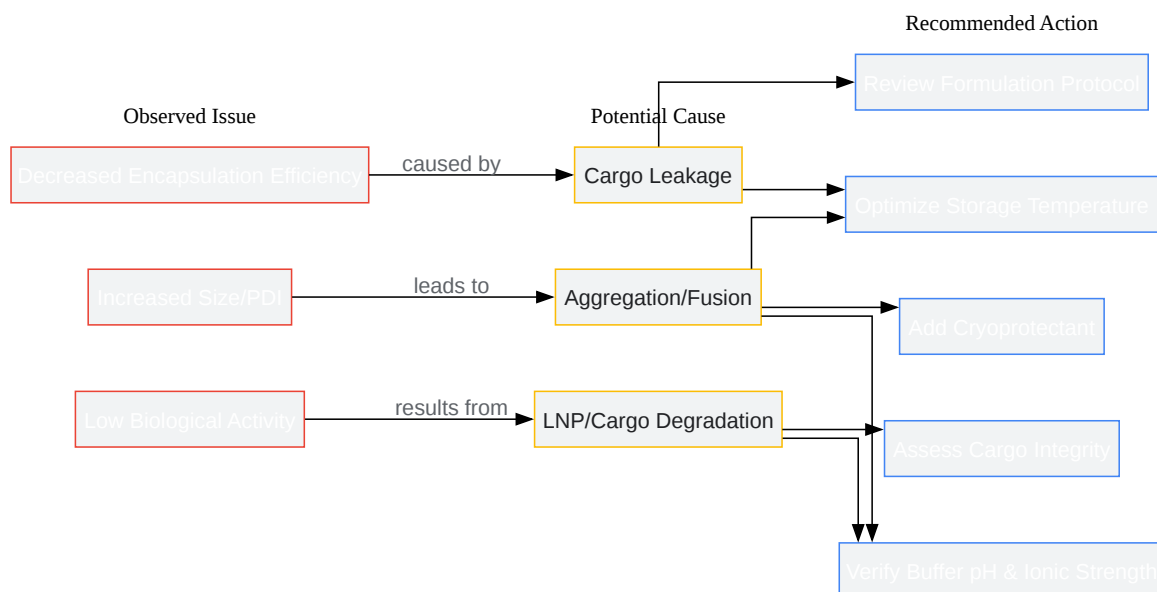 Recommended Action
Review Formulation Protocol
Observed Issue
Potential Cause
Decreased Encapsulation Efficiency
caused by
Cargo Leakage
Optimize Storage Temperature
Increased Size/PDI
leads to
Aggregation/Fusion
Add Cryoprotectant
Low Biological Activity
results from
LNP/Cargo Degradation
Assess Cargo Integrity
Verify Buffer pH & Ionic Strength